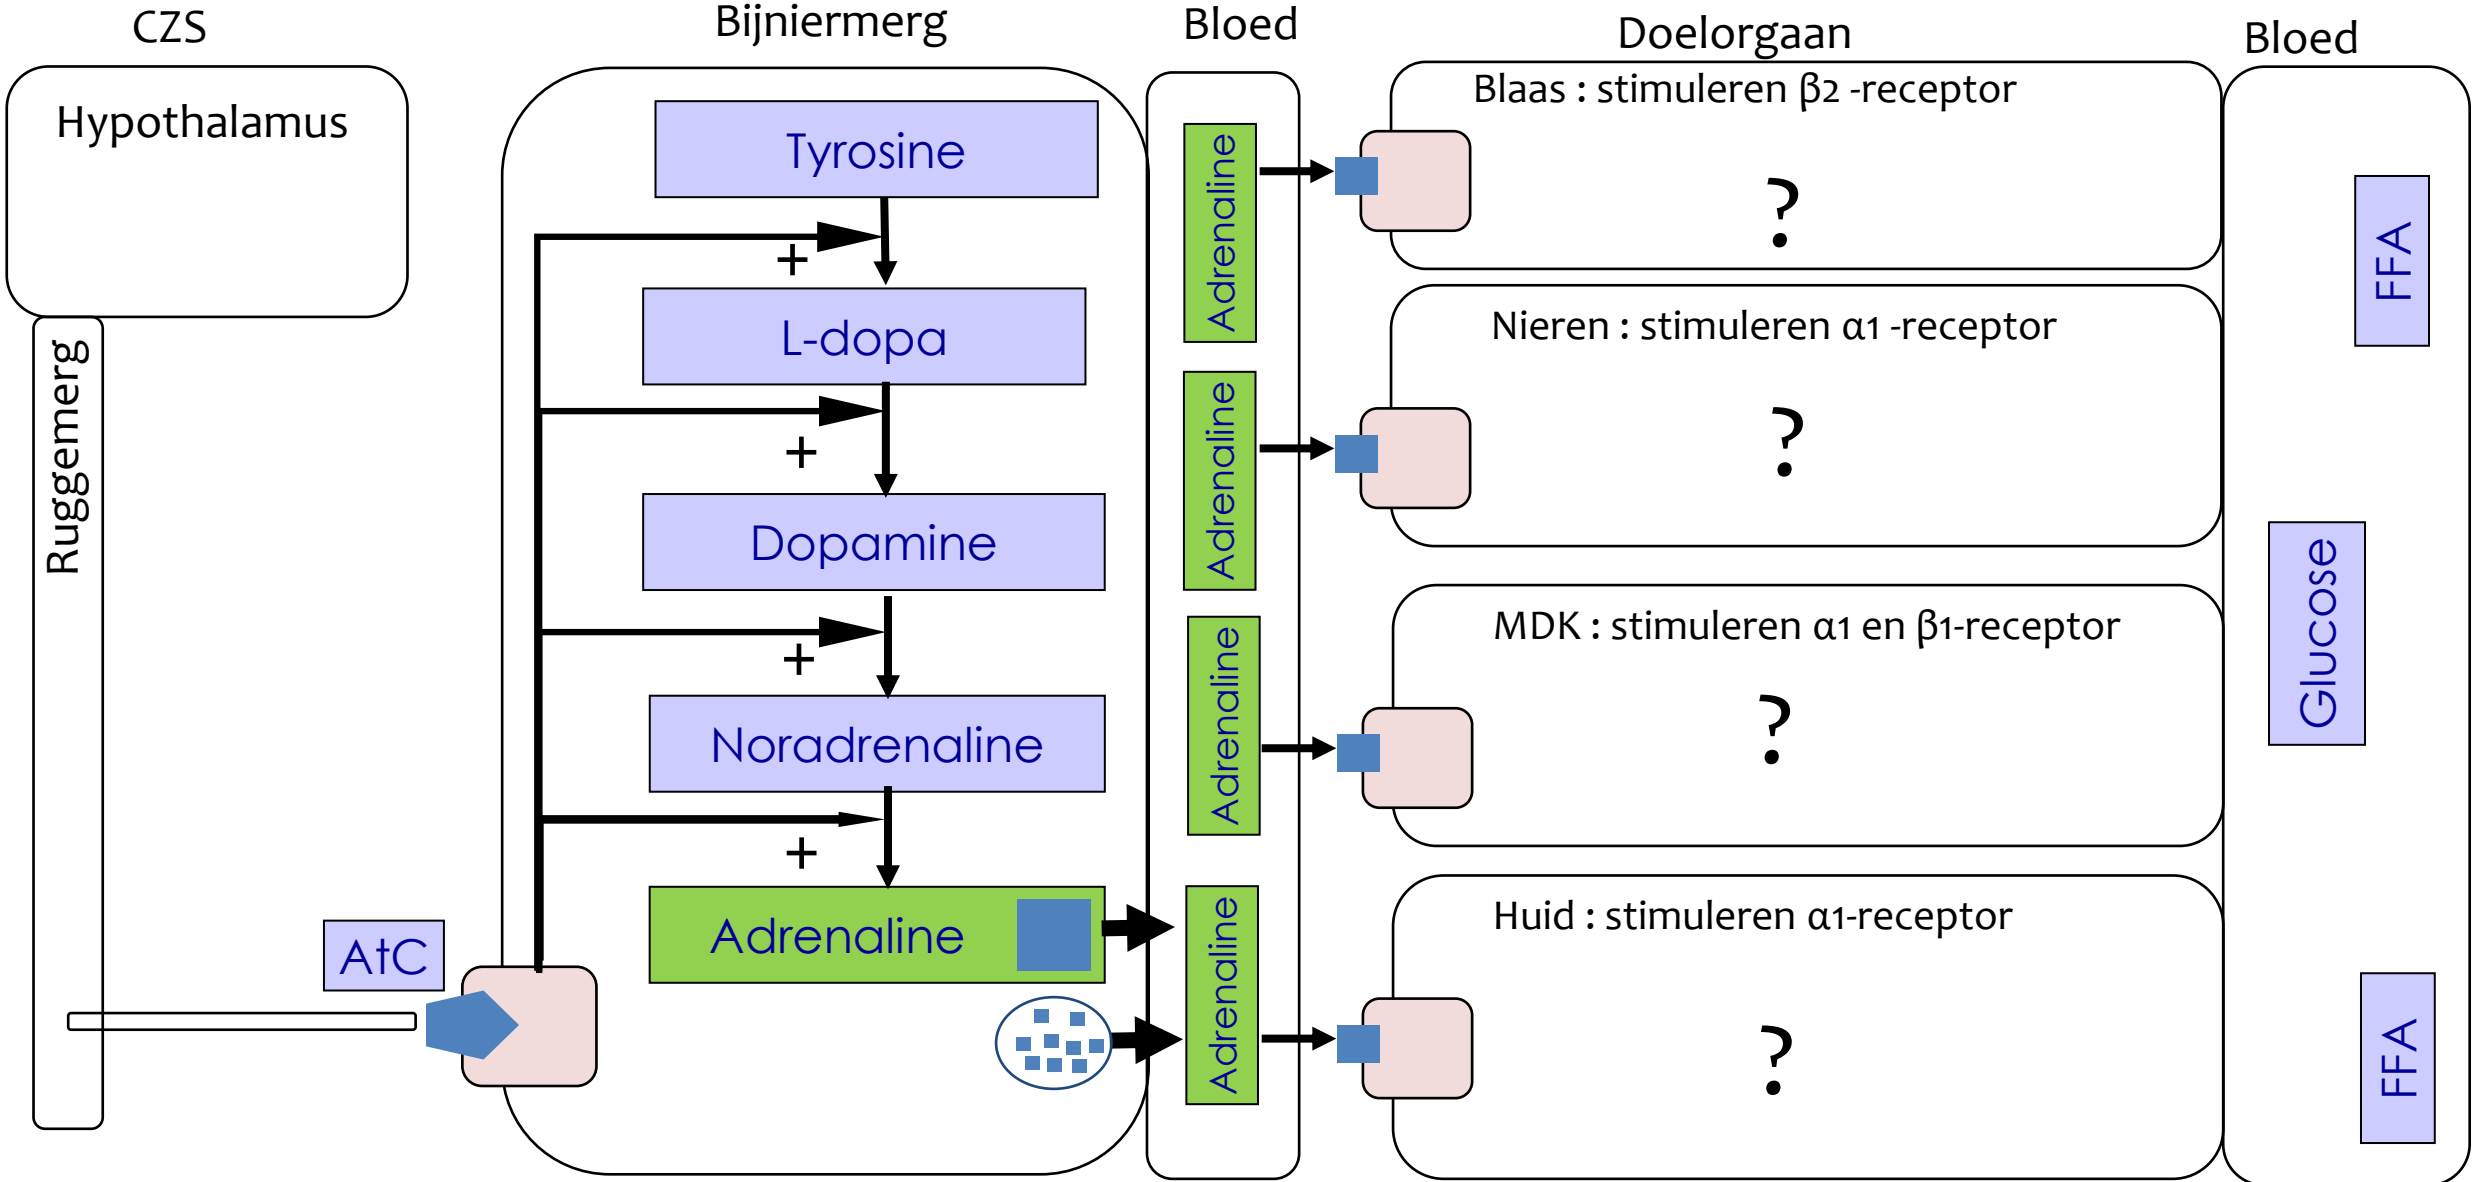 CZS
Bijniermerg
Bloed
Doelorgaan
Bloed
Hypothalamus
Ruggemerg
AtC
Tyrosine
+
L-dopa
+
Dopamine
+
Noradrenaline
+
Adrenaline
Adrenaline
Adrenaline
Adrenaline
Adrenaline
Blaas : stimuleren β2 -receptor
?
Nieren : stimuleren α1 -receptor
?
MDK : stimuleren α1 en β1-receptor
?
Huid : stimuleren α1-receptor
?
FFA
Glucose
FFA